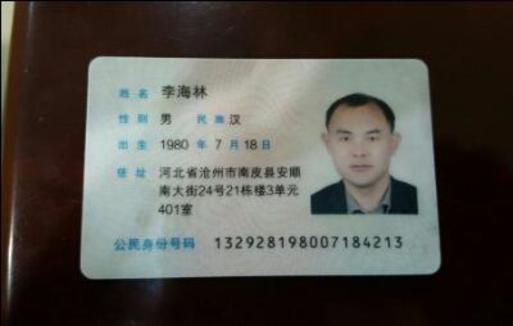 姓名 李海林
性别 男 民族 汉
出生 1980 年 7 月 18 日
住址 河北省沧州市南皮县安顺
南大街24号21栋楼3单元
401室
公民身份号码 132928198007184213